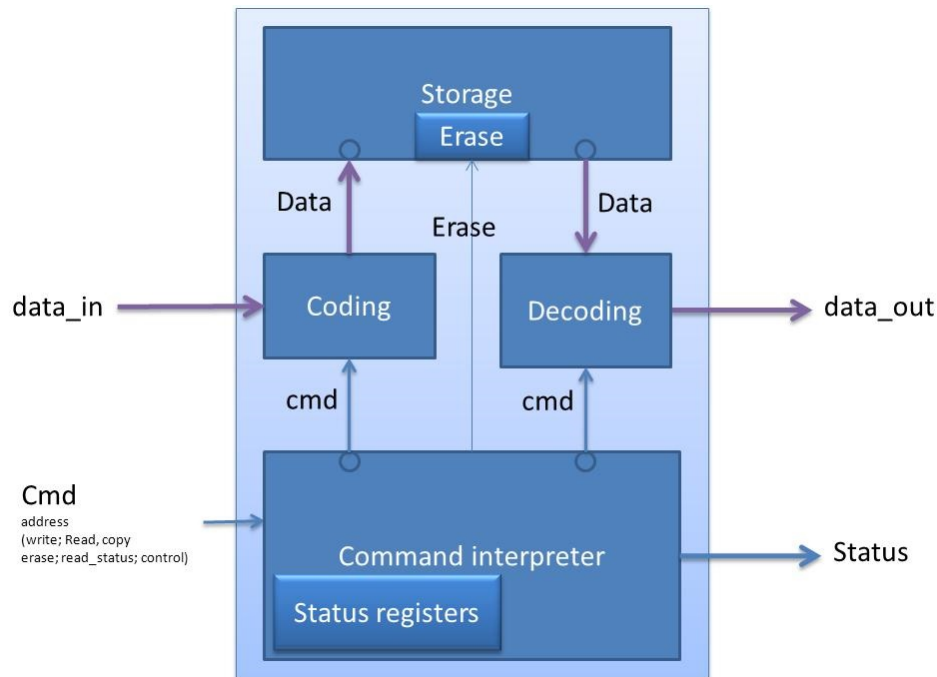 Storage
Erase
Data
Data
Erase
data_in
Coding
Decoding
data_out
cmd
cmd
Cmd
address
(write; Read, copy
erase; read_status; control)
Command interpreter
Status
Status registers